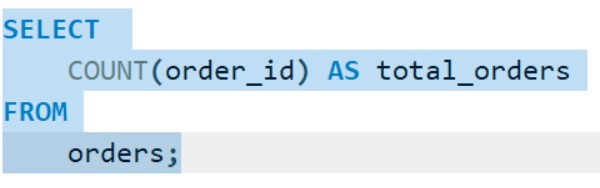 SELECT
    COUNT(order_id) AS total_orders
FROM
    orders;